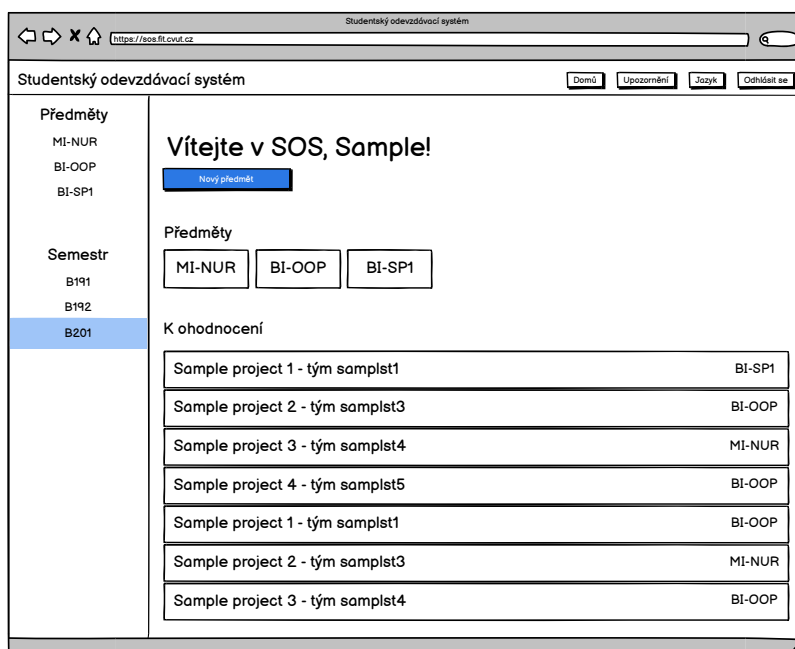 Studentský odevzdávací systém
https://sos.fit.cvut.cz
Studentský odevzdávací systém
Domů Upozornění Jazyk Odhlásit se
Předměty
MI-NUR
BI-OOP
BI-SP1
Semestr
B191
B192
B201
Vítejte v SOS, Sample!
Nový předmět
Předměty
MI-NUR BI-OOP BI-SP1
K ohodnocení
Sample project 1 - tým samplst1 BI-SP1
Sample project 2 - tým samplst3 BI-OOP
Sample project 3 - tým samplst4 MI-NUR
Sample project 4 - tým samplst5 BI-OOP
Sample project 1 - tým samplst1 BI-OOP
Sample project 2 - tým samplst3 MI-NUR
Sample project 3 - tým samplst4 BI-OOP